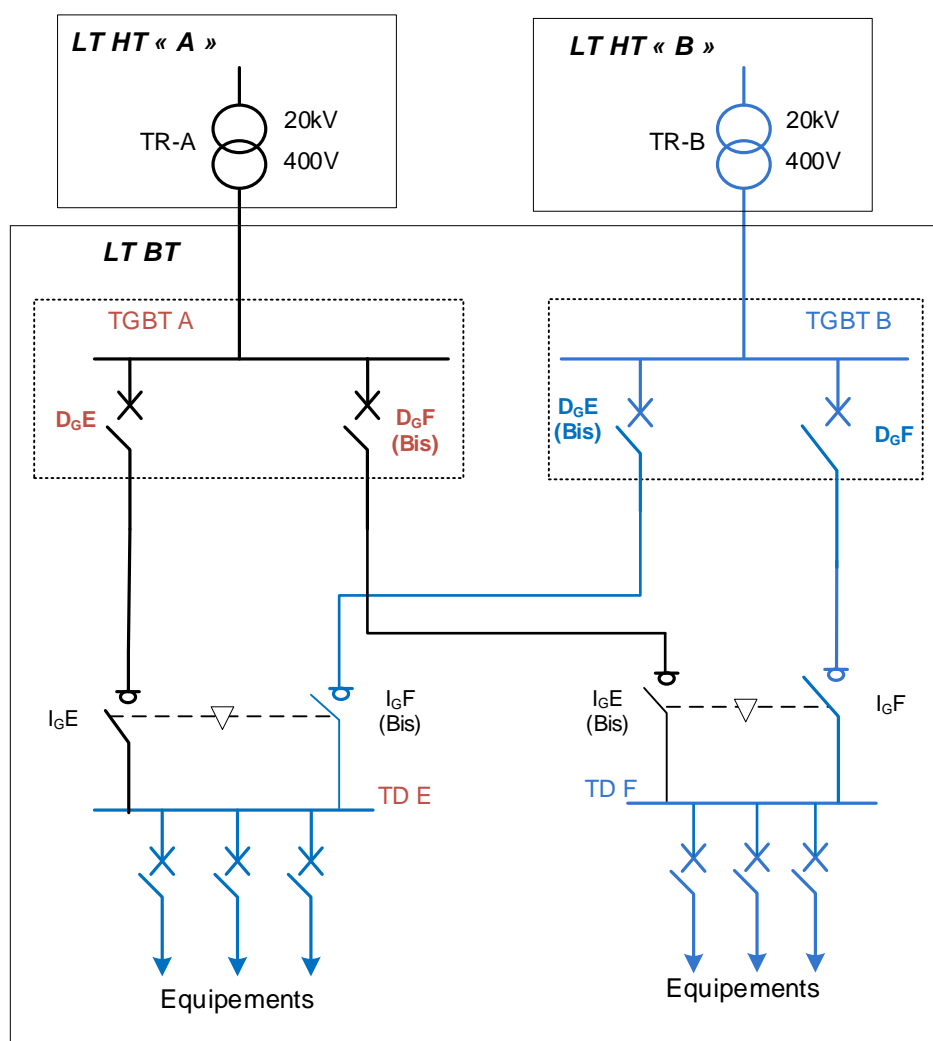 LT HT « A »
TR-A
20kV
400V
LT HT « B »
TR-B
20kV
400V
LT BT
TGBT A
DGE
DGF
(Bis)
TGBT B
DGE
(Bis)
DGF
IGE
IGF
(Bis)
IGE
(Bis)
IGF
TD E
TD F
Equipements
Equipements